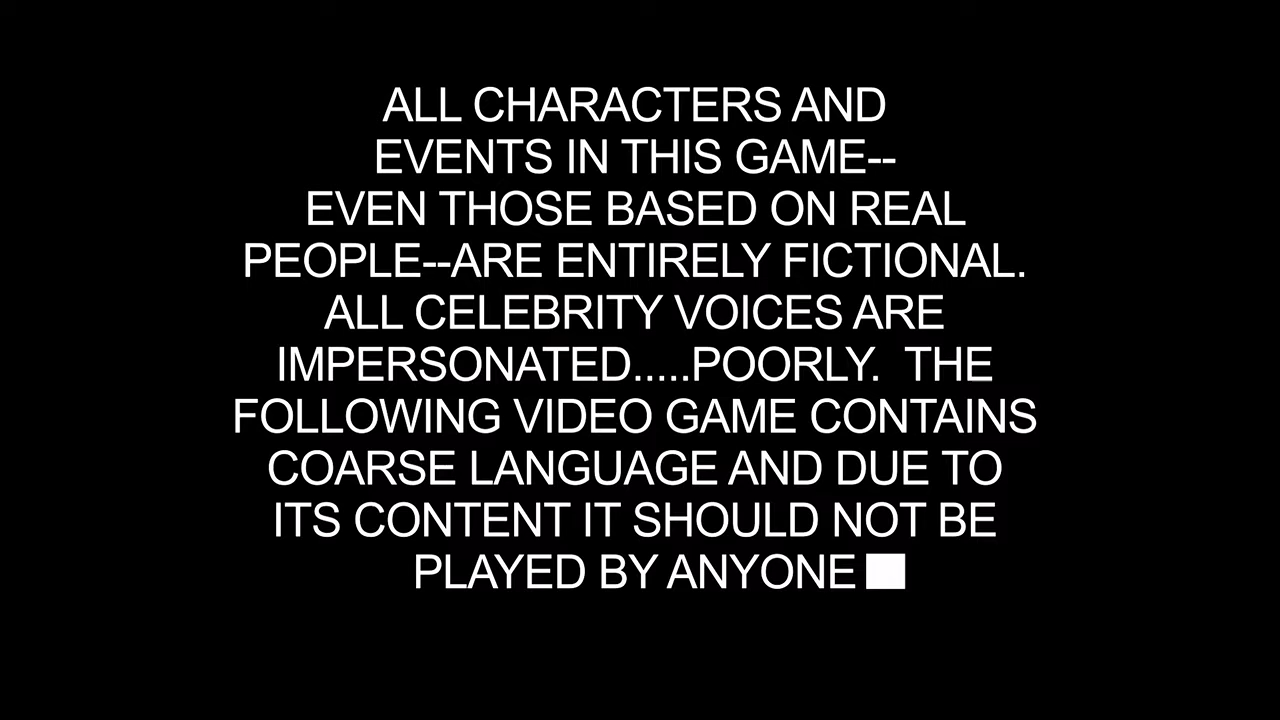 ALL CHARACTERS AND
EVENTS IN THIS GAME--
EVEN THOSE BASED ON REAL
PEOPLE--ARE ENTIRELY FICTIONAL.
ALL CELEBRITY VOICES ARE
IMPERSONATED.....POORLY.  THE
FOLLOWING VIDEO GAME CONTAINS
COARSE LANGUAGE AND DUE TO
ITS CONTENT IT SHOULD NOT BE
PLAYED BY ANYONE